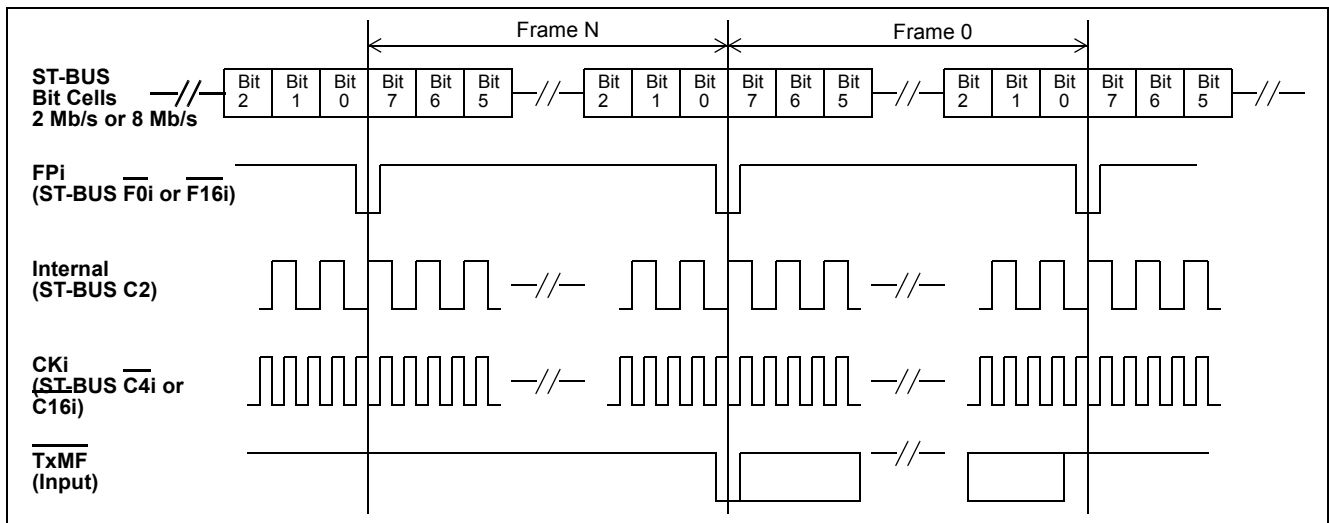 Frame N
Frame 0
ST-BUS
Bit Cells
2 Mb/s or 8 Mb/s
Bit 2
Bit 1
Bit 0
Bit 7
Bit 6
Bit 5
Bit 2
Bit 1
Bit 0
Bit 7
Bit 6
Bit 5
Bit 2
Bit 1
Bit 0
Bit 7
Bit 6
Bit 5
FPi
(ST-BUS F0i or F16i)
Internal
(ST-BUS C2)
CKi
(ST-BUS C4i or
C16i)
TxMF
(Input)